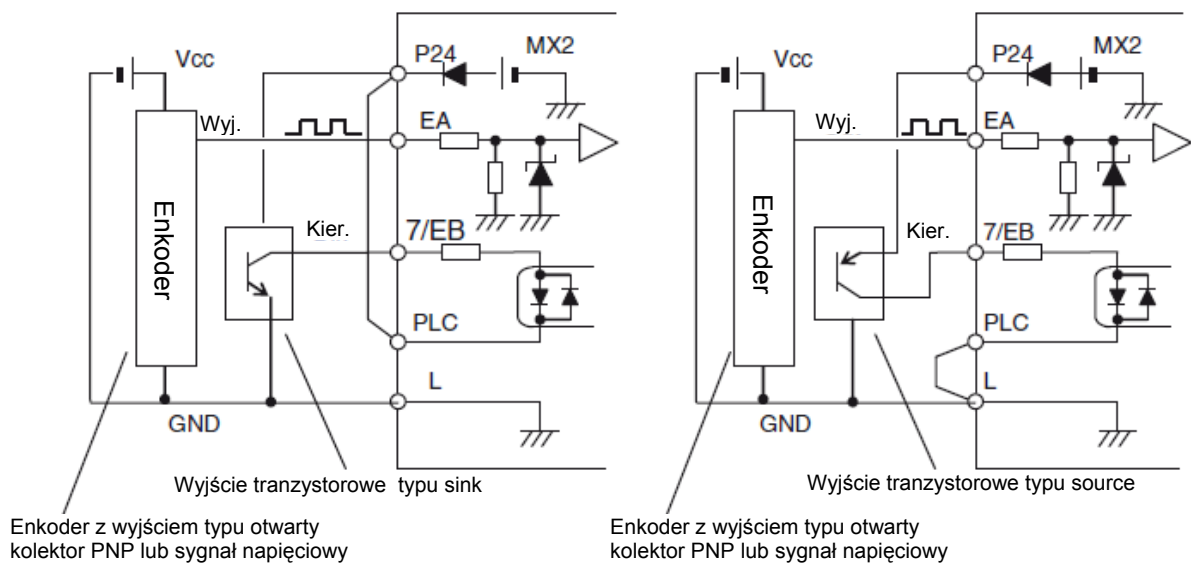 Vcc
P24
MX2
Wyj.
EA
Enkoder
Kier.
7/EB
PLC
L
GND
Wyjście tranzystorowe typu sink
Enkoder z wyjściem typu otwarty
kolektor PNP lub sygnał napięciowy
Vcc
P24
MX2
Wyj.
EA
Enkoder
Kier.
7/EB
PLC
L
GND
Wyjście tranzystorowe typu source
Enkoder z wyjściem typu otwarty
kolektor PNP lub sygnał napięciowy